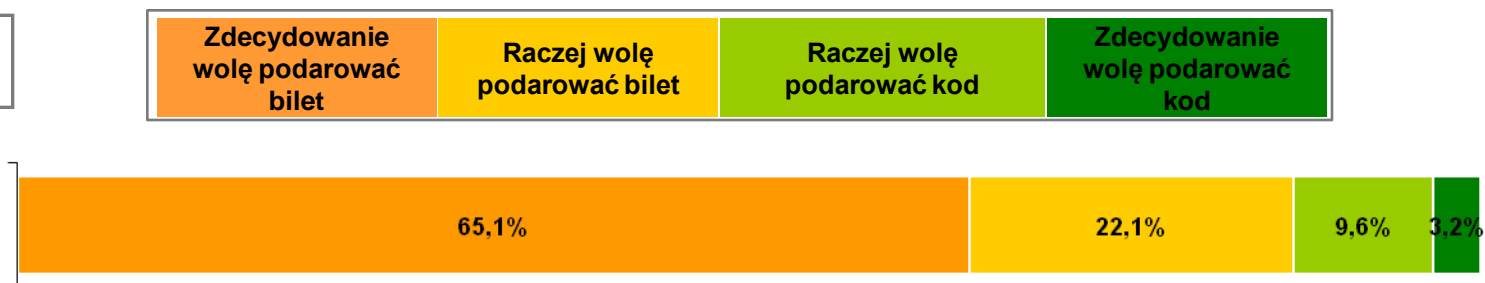 Zdecydowanie
wolę podarować
bilet
Raczej wolę
podarować bilet
Raczej wolę
podarować kod
Zdecydowanie
wolę podarować
kod
65,1%
22,1%
9,6%
3,2%